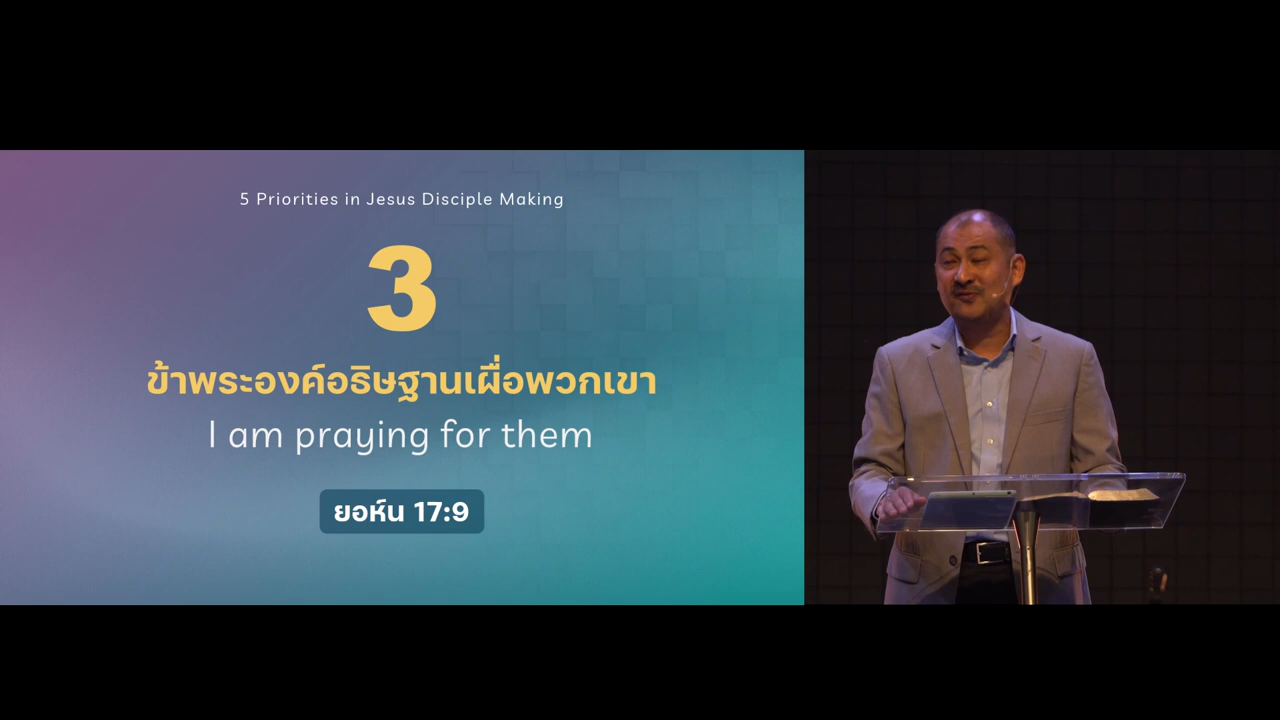 5 Priorities in Jesus Disciple Making
3
ข้าพระองค์อธิษฐานเผื่อพวกเขา
I am praying for them
ยอห์น 17:9